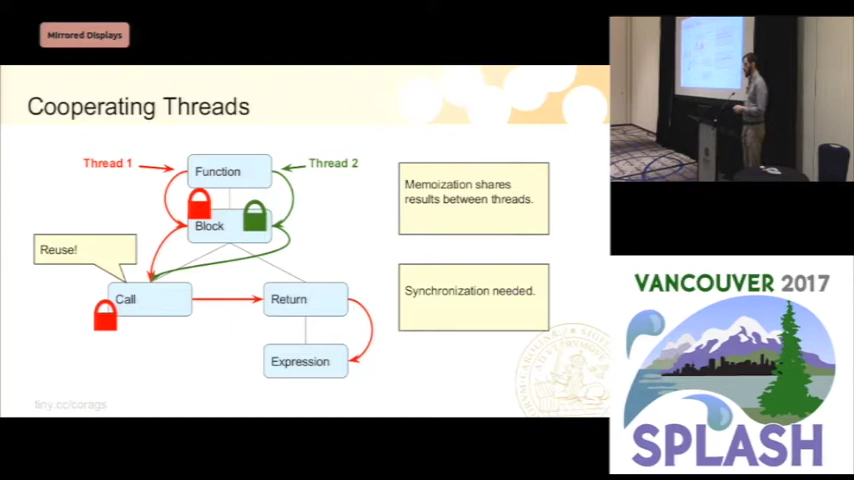 Mirrored Displays
Cooperating Threads
Thread 1
Function
Thread 2
Block
Reuse!
Call
Return
Expression
Memoization shares
results between threads.
Synchronization needed.
tiny.cc/corags
VANCOUVER 2017
SPLASH